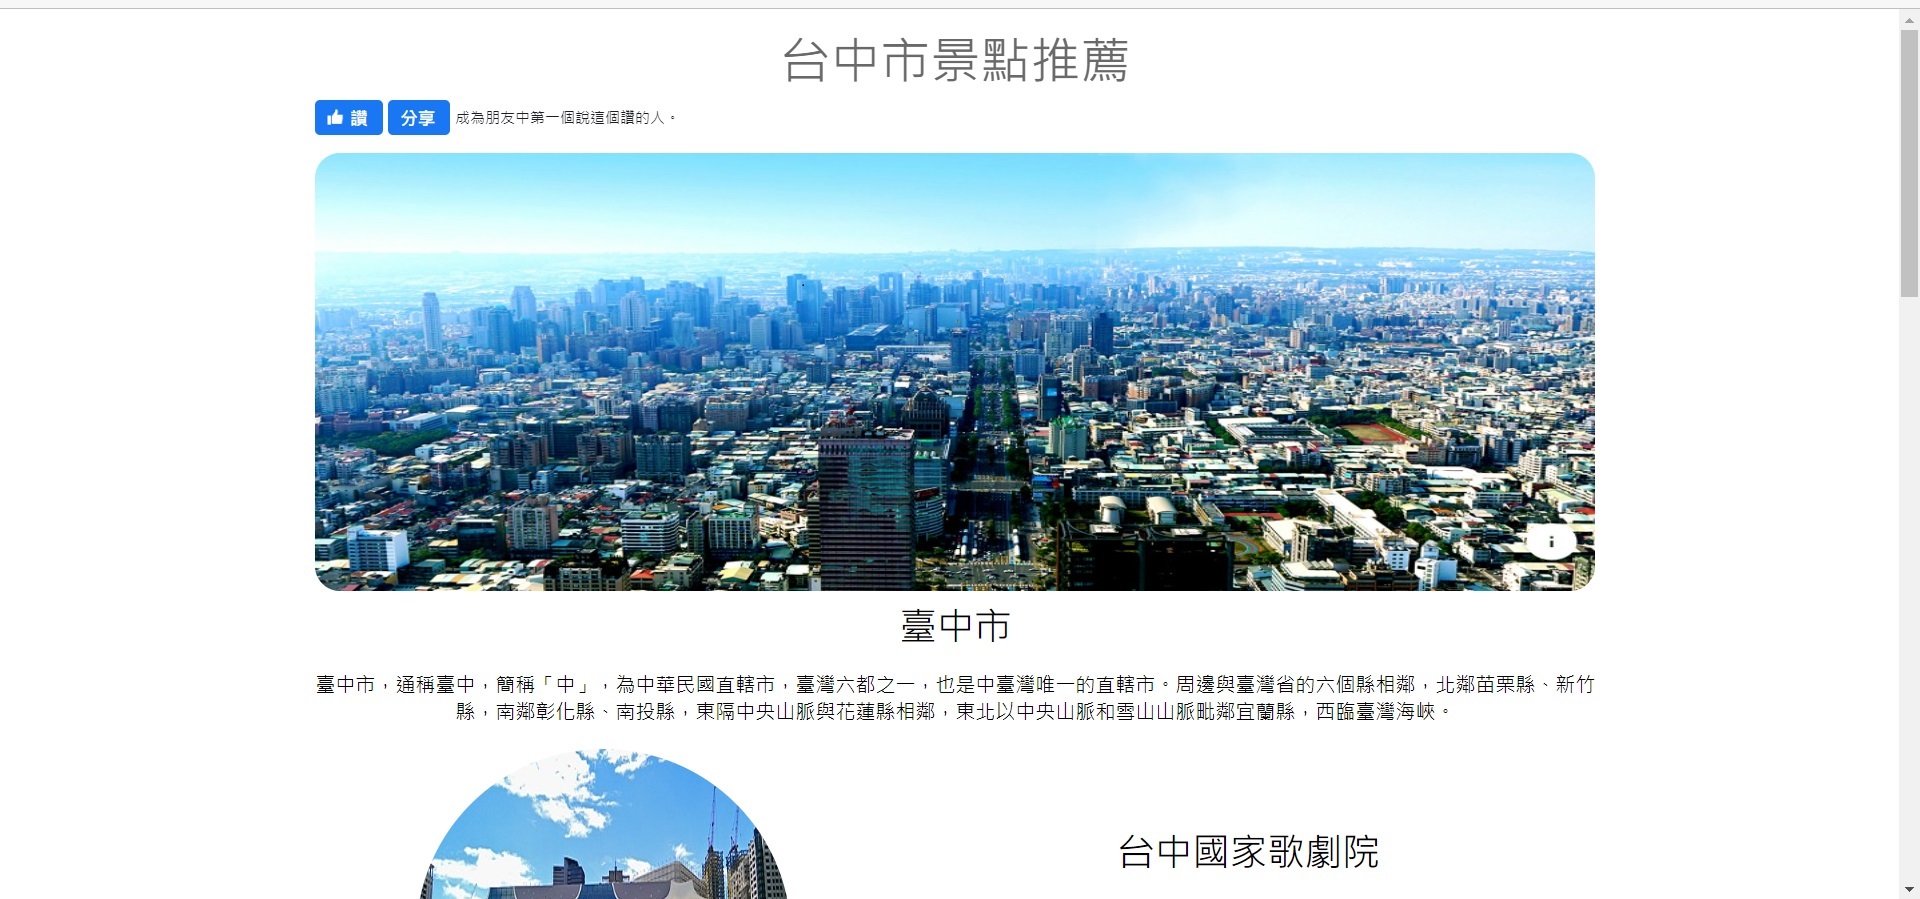 台中市景點推薦
讚 分享 成為朋友中第一個說這個讚的人。
臺中市
臺中市，通稱臺中，簡稱「中」，為中華民國直轄市，臺灣六都之一，也是中臺灣唯一的直轄市。周邊與臺灣省的六個縣相鄰，北鄰苗栗縣、新竹
縣，南鄰彰化縣、南投縣，東隔中央山脈與花蓮縣相鄰，東北以中央山脈和雪山山脈毗鄰宜蘭縣，西臨臺灣海峽。
台中國家歌劇院